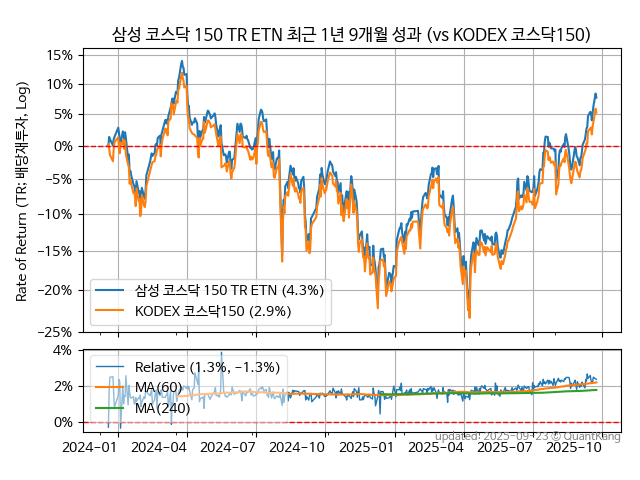 삼성 코스닥 150 TR ETN 최근 1년 9개월 성과 (vs KODEX 코스닥150)
Rate of Return (TR: 배당재투자, Log)
15%
10%
5%
0%
−5%
−10%
−15%
−20%
−25%
삼성 코스닥 150 TR ETN (4.3%)
KODEX 코스닥150 (2.9%)
4%
2%
0%
Relative (1.3%, −1.3%)
MA(60)
MA(240)
2024-01 2024-04 2024-07 2024-10 2025-01 2025-04 2025-07 2025-10
updated: 2025-09-23 © QuantKang